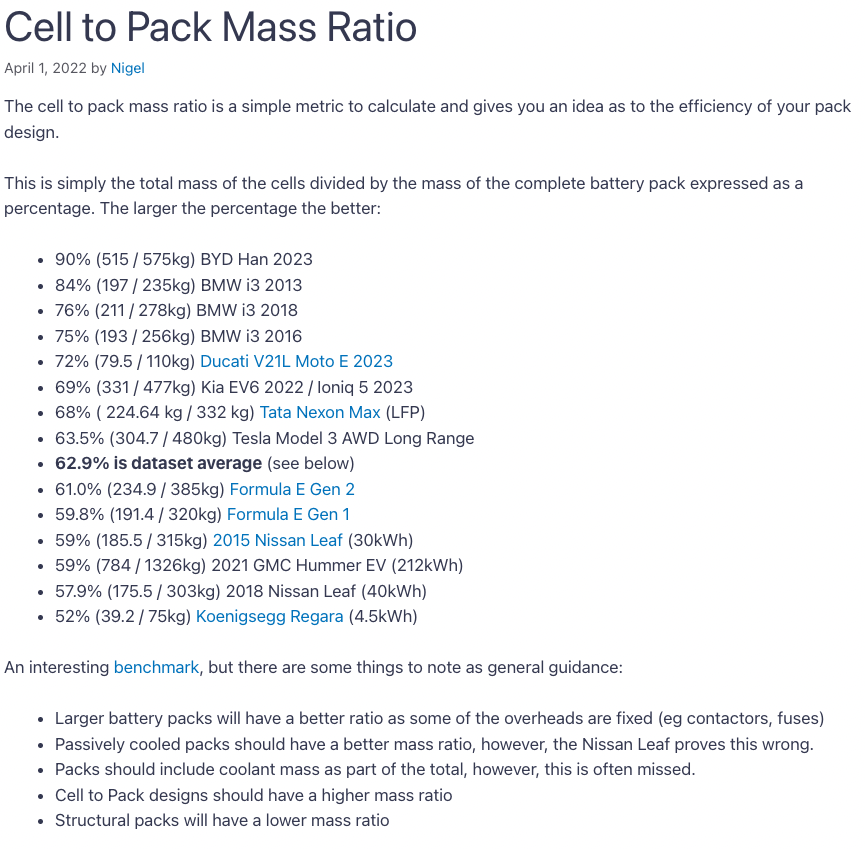 Cell to Pack Mass Ratio
April 1, 2022 by Nigel
The cell to pack mass ratio is a simple metric to calculate and gives you an idea as to the efficiency of your pack
design.
This is simply the total mass of the cells divided by the mass of the complete battery pack expressed as a
percentage. The larger the percentage the better:
• 90% (515 / 575kg) BYD Han 2023
• 84% (197 / 235kg) BMW i3 2013
• 76% (211 / 278kg) BMW i3 2018
• 75% (193 / 256kg) BMW i3 2016
• 72% (79.5 / 110kg) Ducati V21L Moto E 2023
• 69% (331 / 477kg) Kia EV6 2022 / Ioniq 5 2023
• 68% ( 224.64 kg / 332 kg) Tata Nexon Max (LFP)
• 63.5% (304.7 / 480kg) Tesla Model 3 AWD Long Range
• 62.9% is dataset average (see below)
• 61.0% (234.9 / 385kg) Formula E Gen 2
• 59.8% (191.4 / 320kg) Formula E Gen 1
• 59% (185.5 / 315kg) 2015 Nissan Leaf (30kWh)
• 59% (784 / 1326kg) 2021 GMC Hummer EV (212kWh)
• 57.9% (175.5 / 303kg) 2018 Nissan Leaf (40kWh)
• 52% (39.2 / 75kg) Koenigsegg Regara (4.5kWh)
An interesting benchmark, but there are some things to note as general guidance:
• Larger battery packs will have a better ratio as some of the overheads are fixed (eg contactors, fuses)
• Passively cooled packs should have a better mass ratio, however, the Nissan Leaf proves this wrong.
• Packs should include coolant mass as part of the total, however, this is often missed.
• Cell to Pack designs should have a higher mass ratio
• Structural packs will have a lower mass ratio